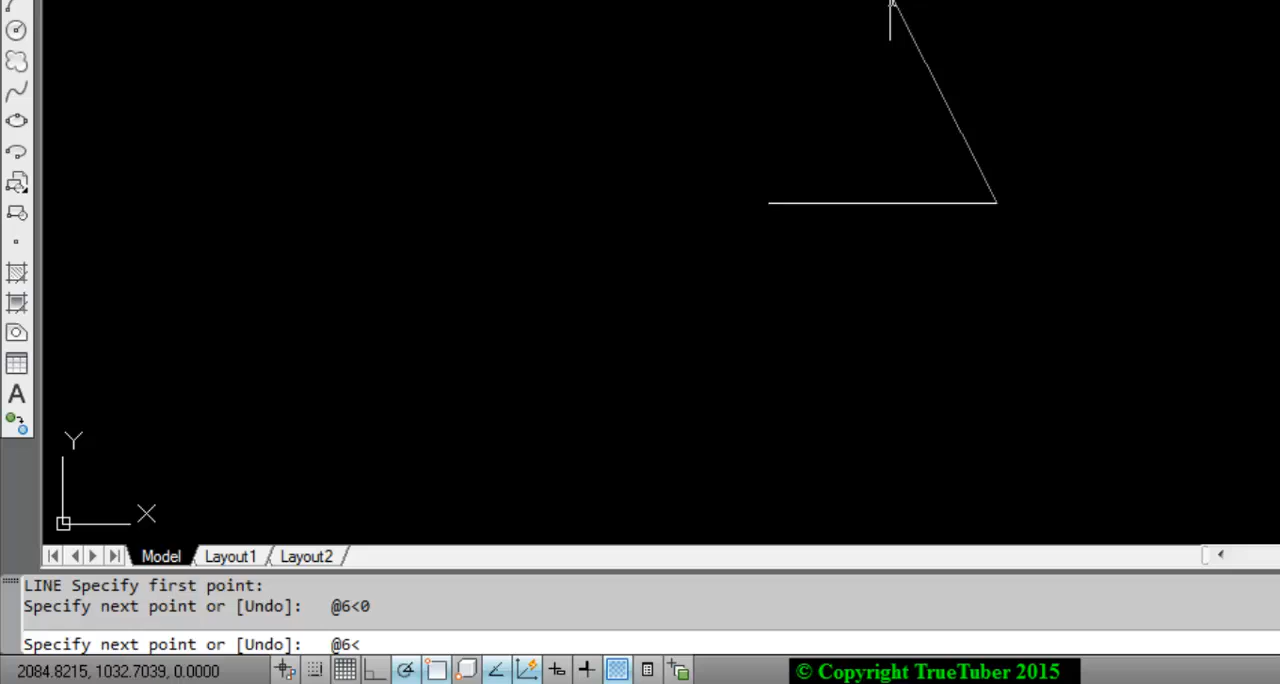 A
Y
X
Model Layout1 Layout2
LINE Specify first point:
Specify next point or [Undo]: @6<0
Specify next point or [Undo]: @6<
2084.8215, 1032.7039, 0.0000
© Copyright TrueTuber 2015